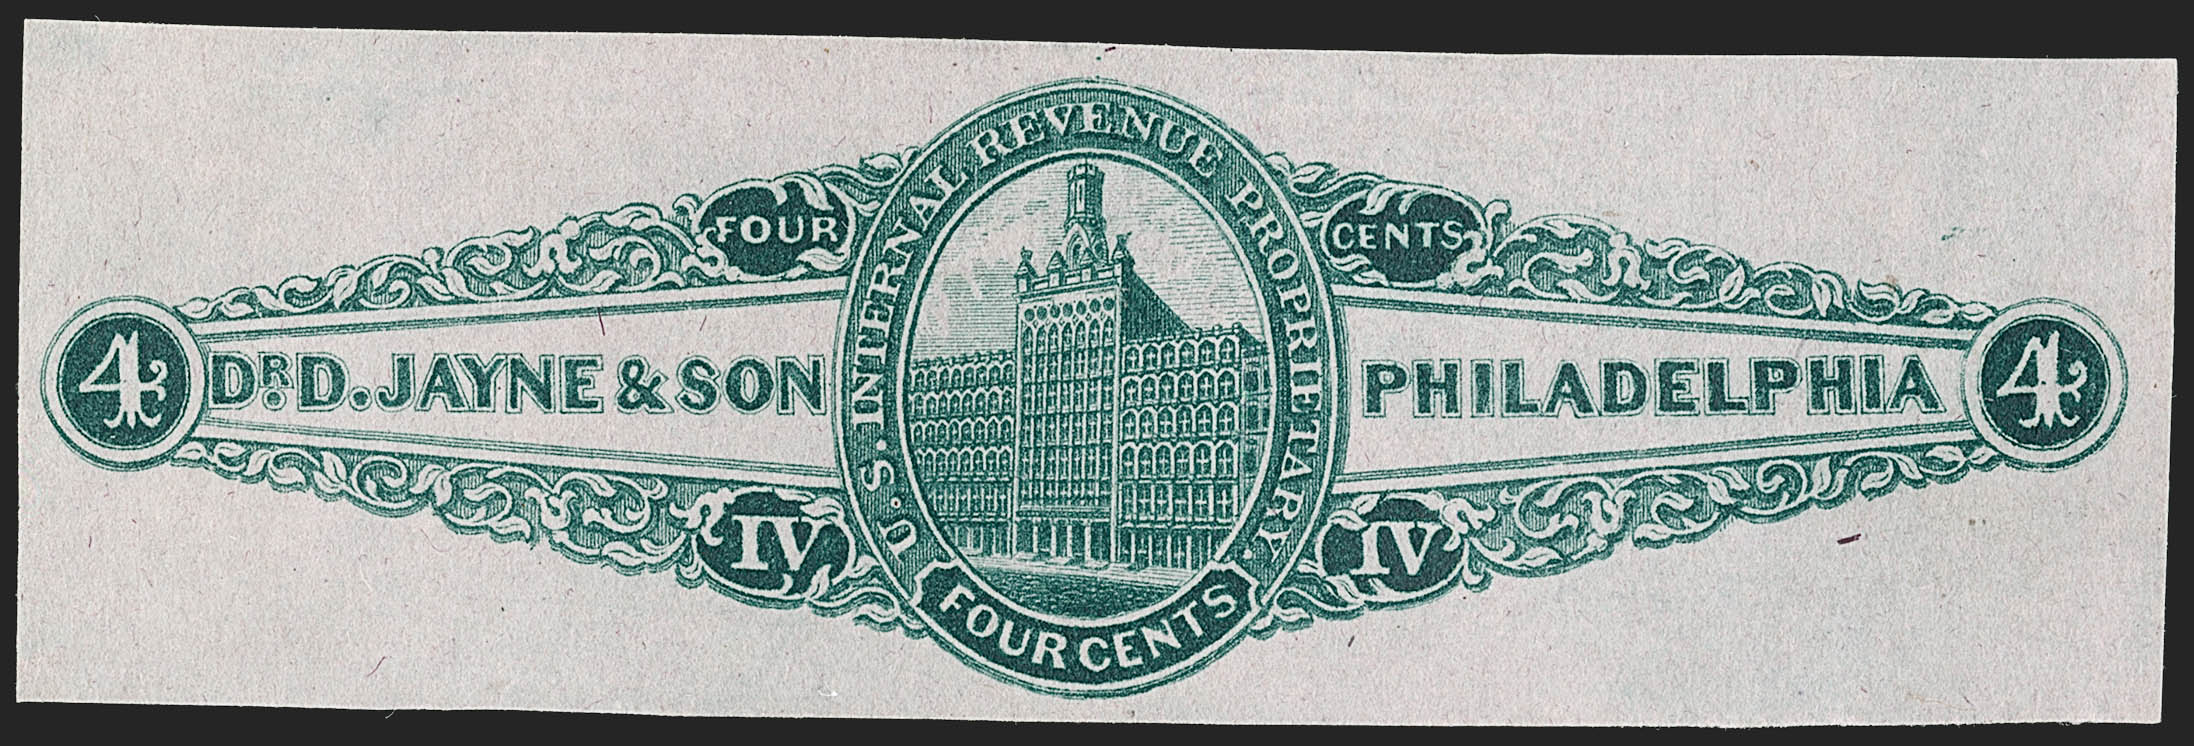 U.S. INTERNAL REVENUE PROPRIETARY.
FOUR
CENTS
4
DR. D. JAYNE & SON
PHILADELPHIA
4
IV
IV
FOUR CENTS